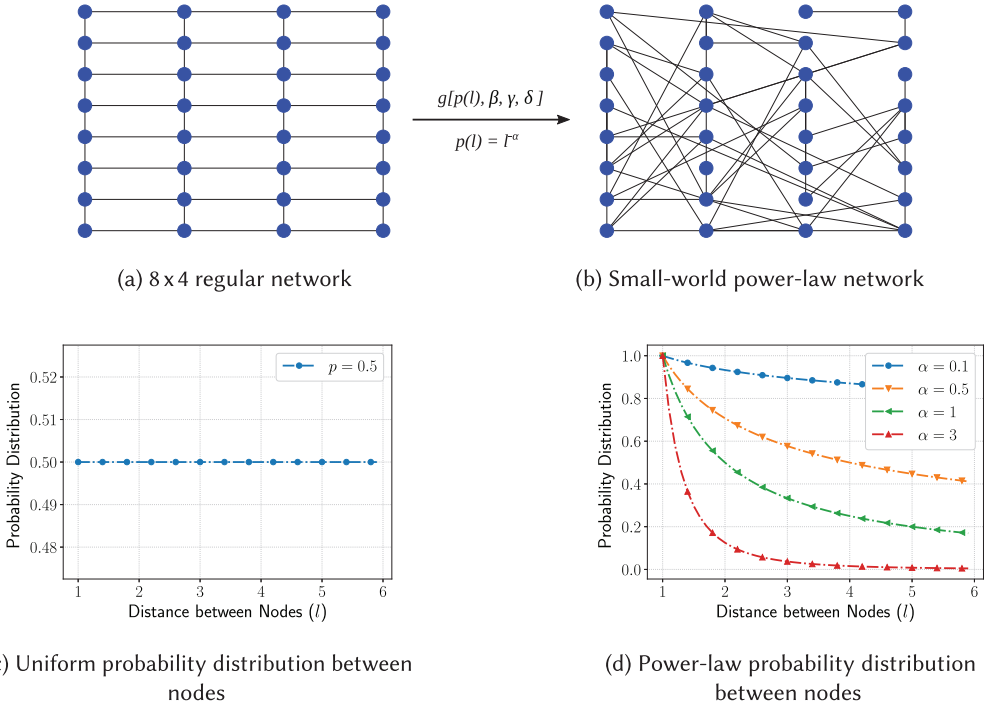 g[p(l), β, γ, δ ]
p(l) = l^-α
(a) 8 x 4 regular network
(b) Small-world power-law network
Probability Distribution
0.52
0.51
0.50
0.49
0.48
p = 0.5
1 2 3 4 5 6
Distance between Nodes (l)
) Uniform probability distribution between
nodes
Probability Distribution
1.0
0.8
0.6
0.4
0.2
0.0
α = 0.1
α = 0.5
α = 1
α = 3
1 2 3 4 5 6
Distance between Nodes (l)
(d) Power-law probability distribution
between nodes